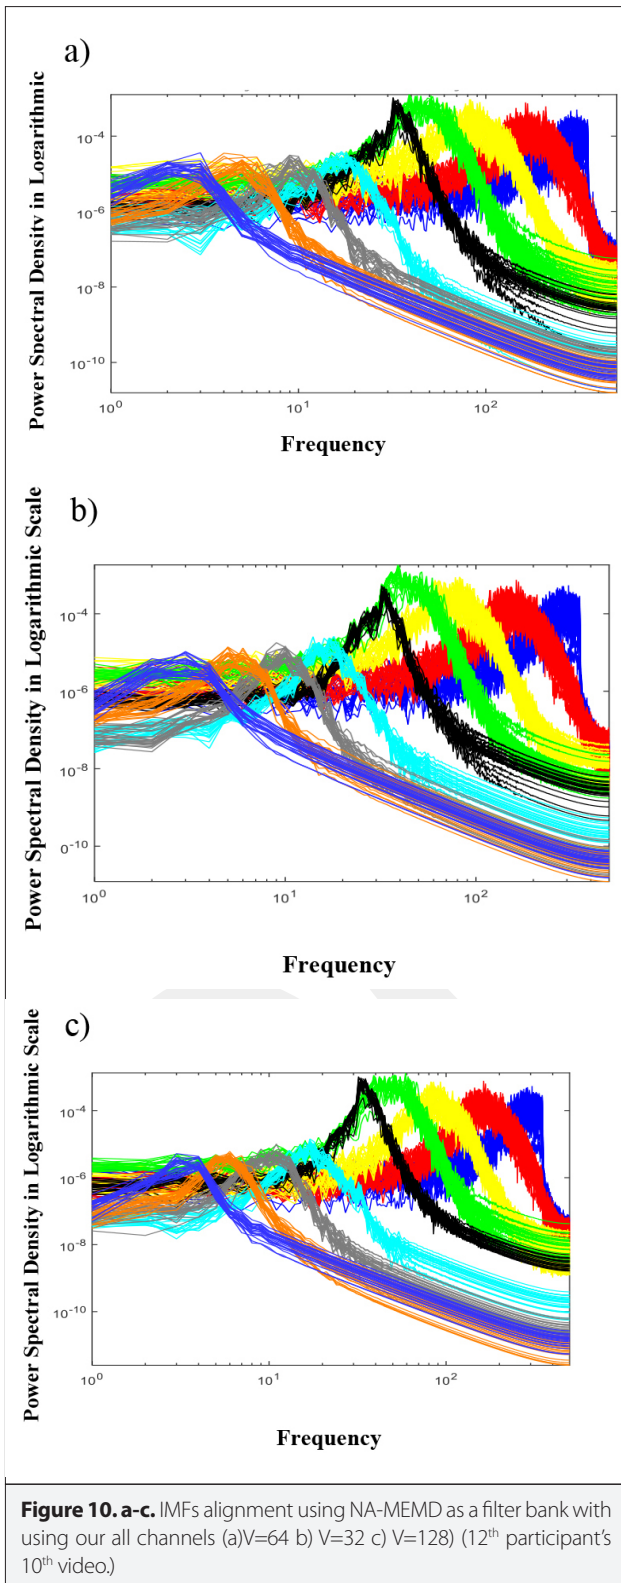 a)
Power Spectral Density in Logarithmic
10⁻⁴
10⁻⁶
10⁻⁸
10⁻¹⁰
10⁰
10¹
10²
Frequency
b)
Power Spectral Density in Logarithmic Scale
10⁻⁴
10⁻⁶
10⁻⁸
0⁻¹⁰
10⁰
10¹
10²
Frequency
c)
Power Spectral Density in Logarithmic Scale
10⁻⁴
10⁻⁶
10⁻⁸
10⁻¹⁰
10⁰
10¹
10²
Frequency
Figure 10. a-c. IMFs alignment using NA-MEMD as a filter bank with
using our all channels (a)V=64 b) V=32 c) V=128) (12th participant's
10th video.)